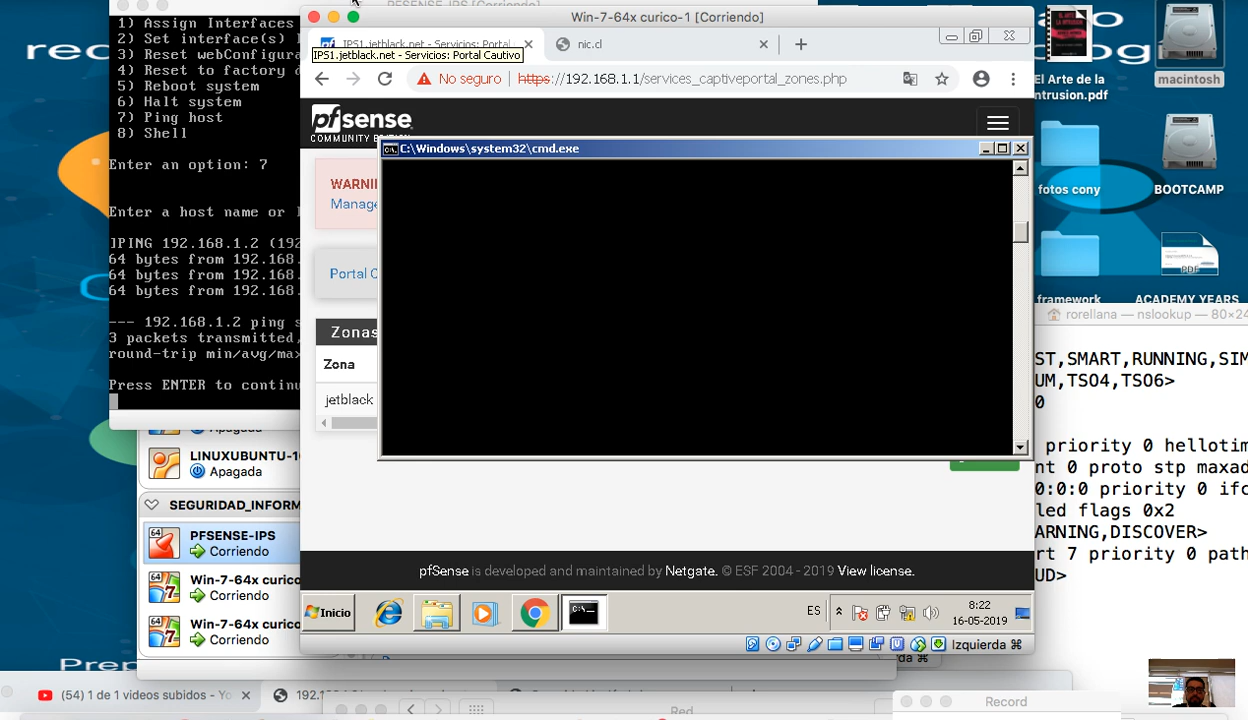 PFSENSE-IPS [Corriendo]
1) Assign Interfaces
2) Set interface(s)
3) Reset webConfigura
4) Reset to factory d
5) Reboot system
6) Halt system
7) Ping host
8) Shell
Enter an option: 7
Enter a host name or I
]PING 192.168.1.2 (192
64 bytes from 192.168.
64 bytes from 192.168.
64 bytes from 192.168.
--- 192.168.1.2 ping s
3 packets transmitted,
round-trip min/avg/max
Press ENTER to continu
Apagada
LINUXUBUNTU-1
Apagada
SEGURIDAD_INFORM
64
PFSENSE-IPS
Corriendo
64
Win-7-64x curico
Corriendo
64
Win-7-64x curico
Corriendo
Win-7-64x curico-1 [Corriendo]
IPS1.jetblack.net - Servicios: Portal
nic.cl
IPS1.jetblack.net - Servicios: Portal Cautivo
No seguro
https://192.168.1.1/services_captiveportal_zones.php
pfsense
COMMUNITY EDITION
WARNI
Manage
Portal C
Zonas
Zona
jetblack
C:\Windows\system32\cmd.exe
pfSense is developed and maintained by Netgate. © ESF 2004 - 2019 View license.
Inicio
ES
8:22
16-05-2019
Izquierda ⌘
da ⌘
El Arte de la
ntrusion.pdf
macintosh
fotos cony
BOOTCAMP
PDF
framework
ACADEMY YEARS
rorellana — nslookup — 80×24
ST,SMART,RUNNING,SIM
UM,TSO4,TSO6>
0
priority 0 hellotim
nt 0 proto stp maxad
0:0:0 priority 0 ifc
led flags 0x2
ARNING,DISCOVER>
rt 7 priority 0 path
UD>
(54) 1 de 1 videos subidos - Yo
Red
Record